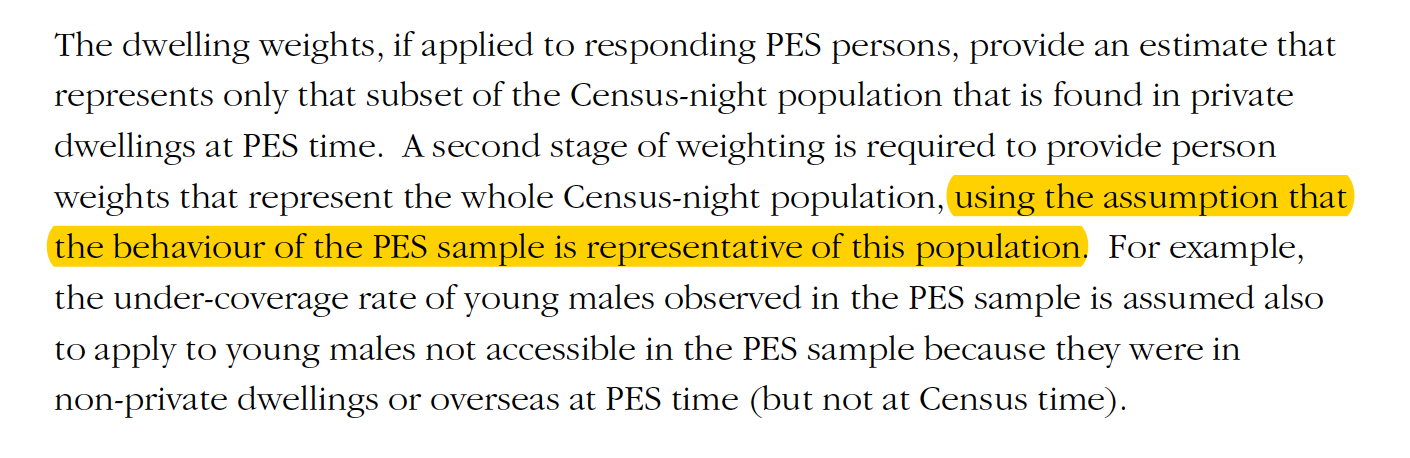 The dwelling weights, if applied to responding PES persons, provide an estimate that
represents only that subset of the Census-night population that is found in private
dwellings at PES time.  A second stage of weighting is required to provide person
weights that represent the whole Census-night population, using the assumption that
the behaviour of the PES sample is representative of this population.  For example,
the under-coverage rate of young males observed in the PES sample is assumed also
to apply to young males not accessible in the PES sample because they were in
non-private dwellings or overseas at PES time (but not at Census time).